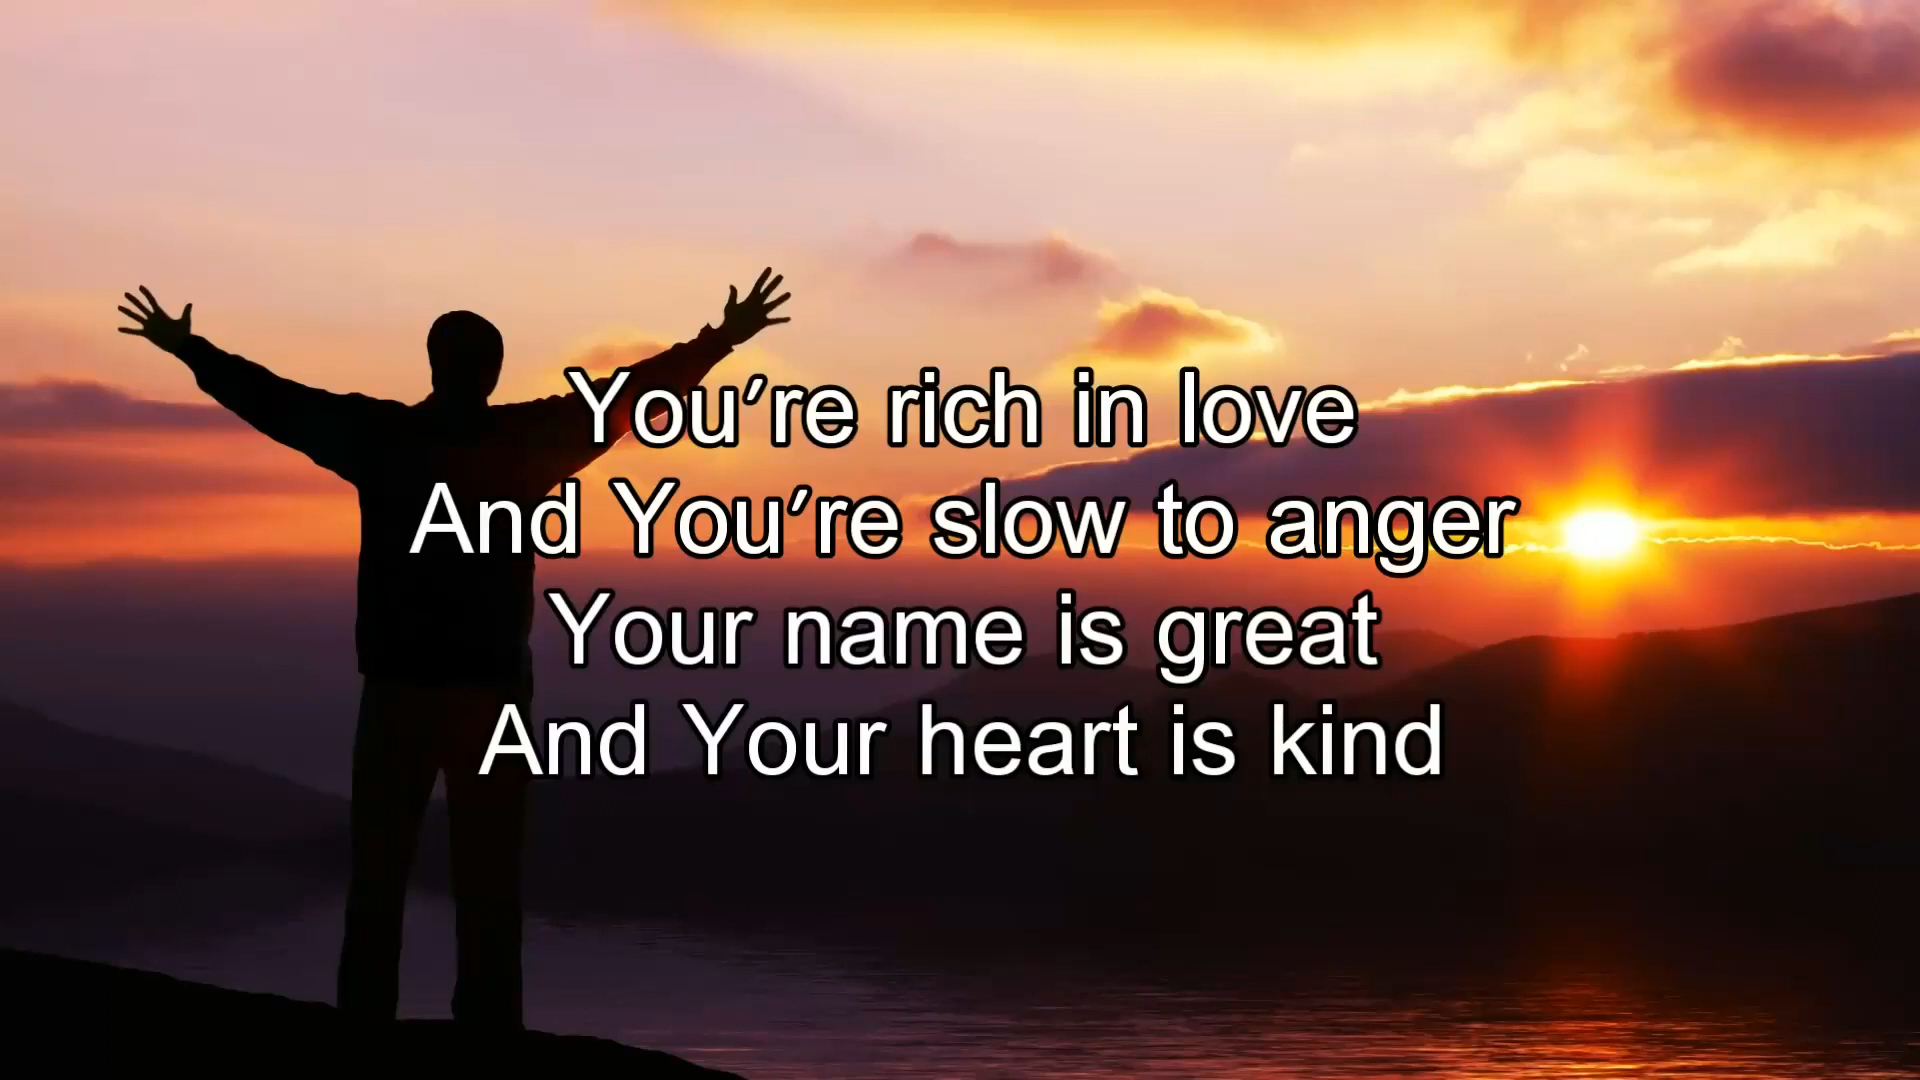 You're rich in love
And You're slow to anger
Your name is great
And Your heart is kind